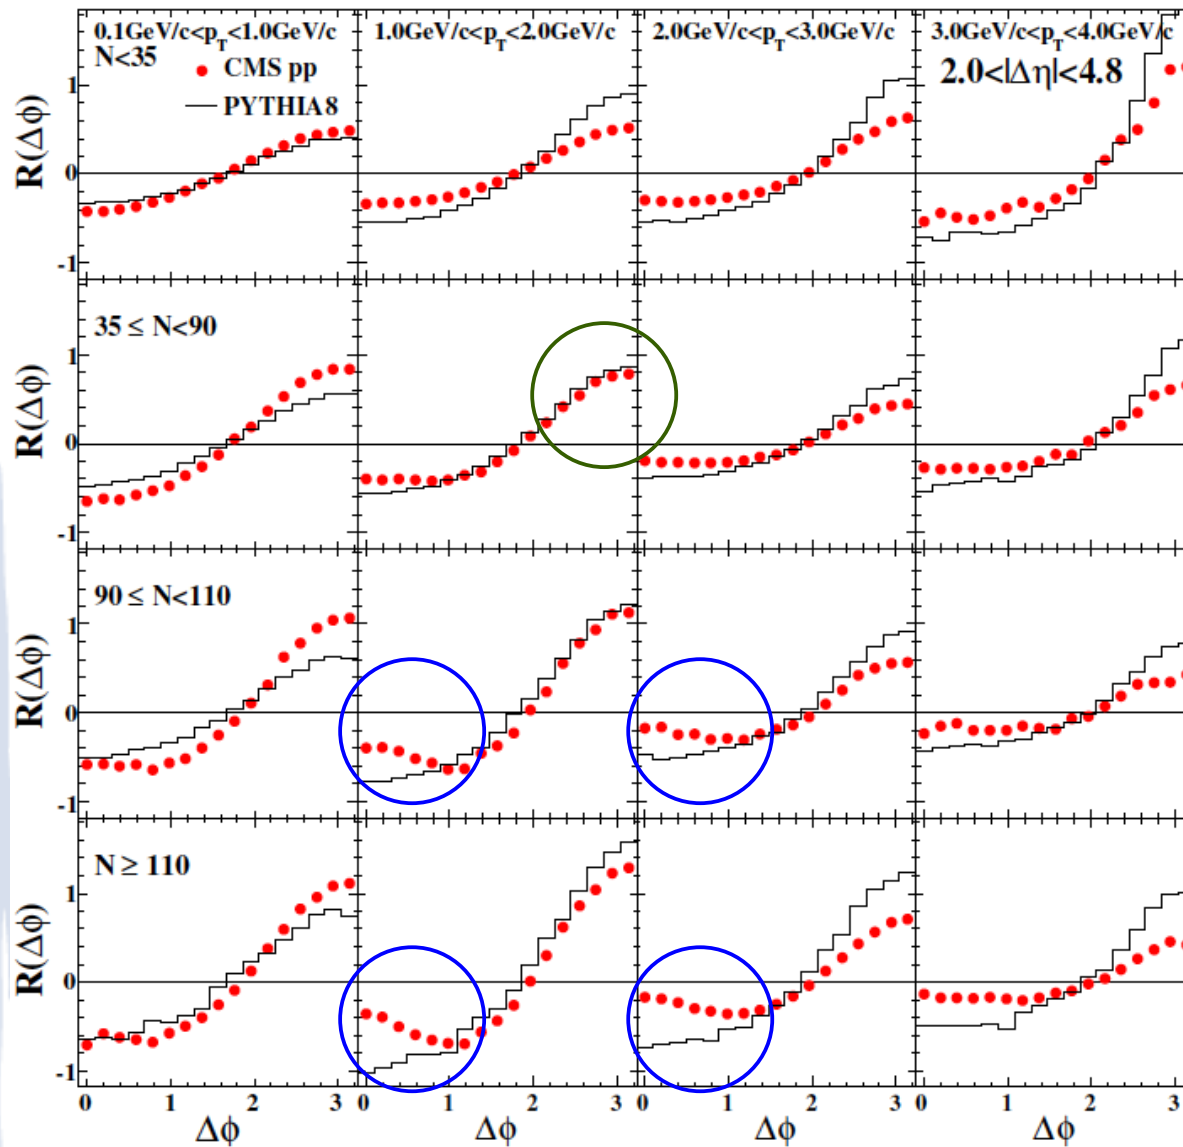 0.1GeV/c<p_T<1.0GeV/c 1.0GeV/c<p_T<2.0GeV/c 2.0GeV/c<p_T<3.0GeV/c 3.0GeV/c<p_T<4.0GeV/c
N<35
CMS pp
PYTHIA8
2.0<|Δη|<4.8
R(Δϕ)
1
0
-1
35 ≤ N<90
R(Δϕ)
1
0
-1
90 ≤ N<110
R(Δϕ)
1
0
-1
N ≥ 110
R(Δϕ)
1
0
-1
0 1 2 0 1 2 3 0 1 2 3 0 1 2 3
Δϕ Δϕ Δϕ Δϕ